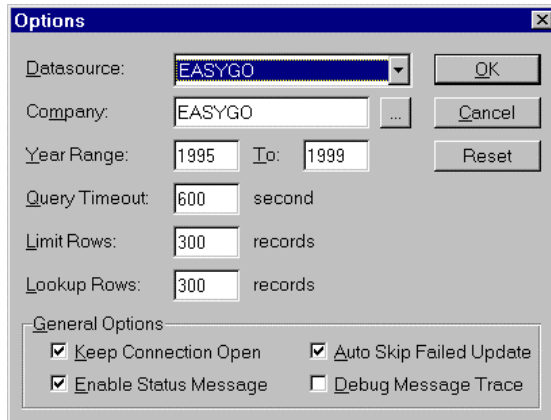 Options
Datasource: EASYGO OK
Company: EASYGO ... Cancel
Year Range: 1995 To: 1999 Reset
Query Timeout: 600 second
Limit Rows: 300 records
Lookup Rows: 300 records
General Options
Keep Connection Open Auto Skip Failed Update
Enable Status Message Debug Message Trace